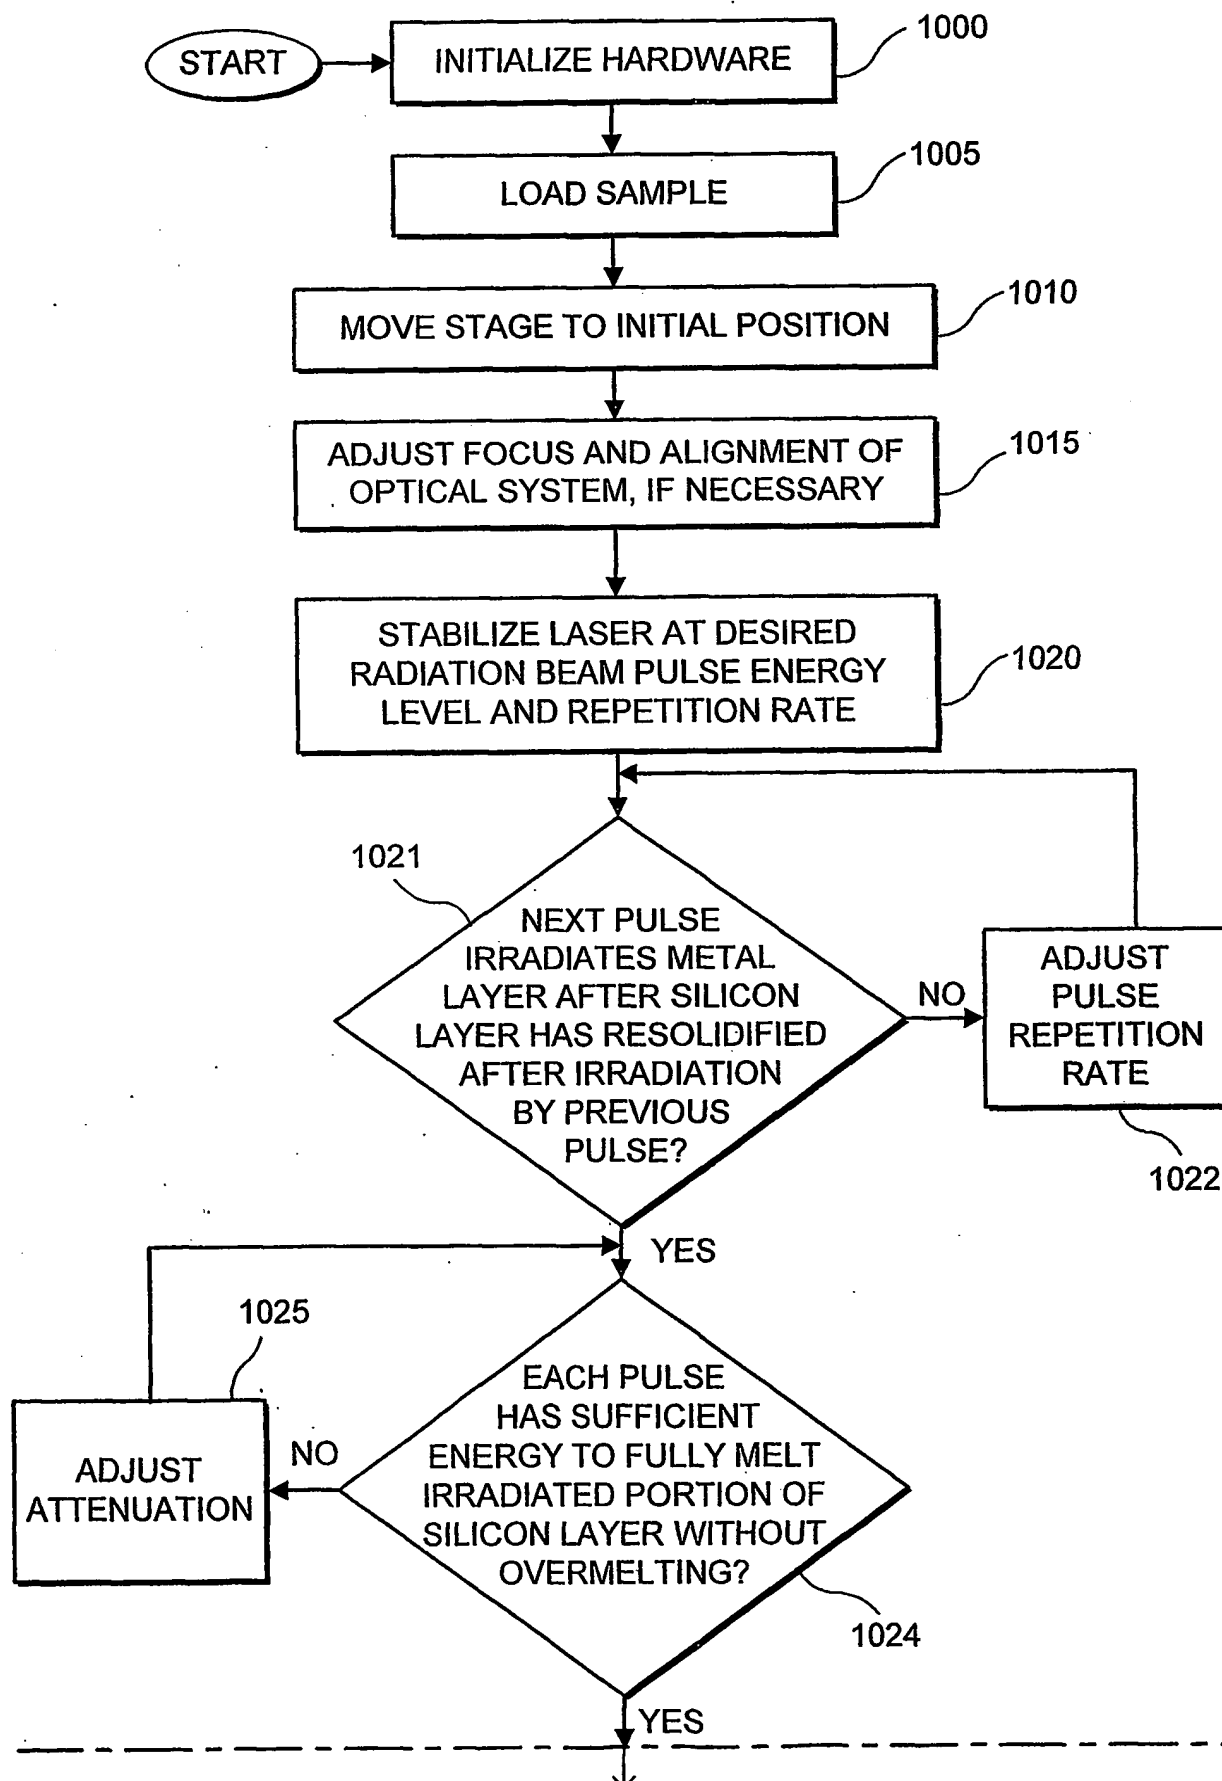 START
INITIALIZE HARDWARE
1000
LOAD SAMPLE
1005
MOVE STAGE TO INITIAL POSITION
1010
ADJUST FOCUS AND ALIGNMENT OF
OPTICAL SYSTEM, IF NECESSARY
1015
STABILIZE LASER AT DESIRED
RADIATION BEAM PULSE ENERGY
LEVEL AND REPETITION RATE
1020
1021
NEXT PULSE
IRRADIATES METAL
LAYER AFTER SILICON
LAYER HAS RESOLIDIFIED
AFTER IRRADIATION
BY PREVIOUS
PULSE?
NO
ADJUST
PULSE
REPETITION
RATE
1022
YES
1025
EACH PULSE
HAS SUFFICIENT
ENERGY TO FULLY MELT
IRRADIATED PORTION OF
SILICON LAYER WITHOUT
OVERMELTING?
NO
ADJUST
ATTENUATION
1024
YES